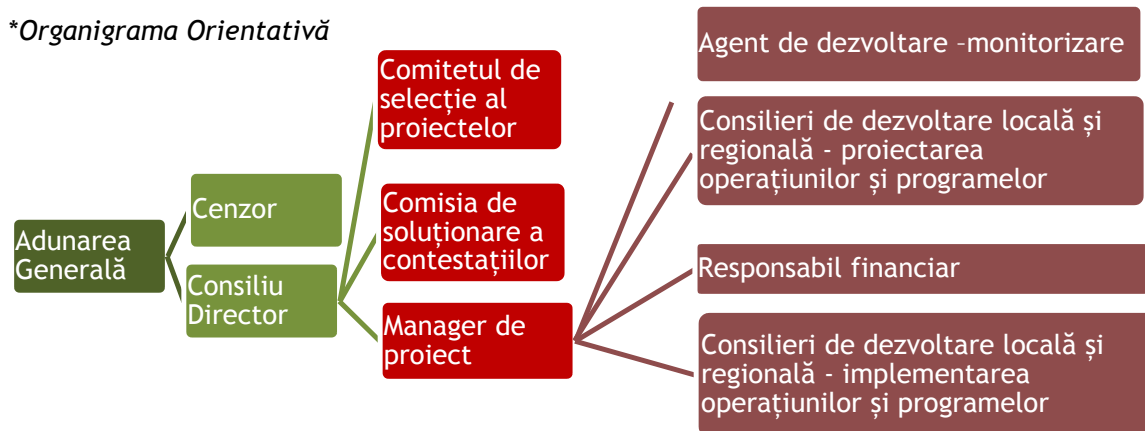 *Organigrama Orientativă
Adunarea
Generală
Cenzor
Consiliu
Director
Comitetul de
selecție al
proiectelor
Comisia de
soluționare a
contestațiilor
Manager de
proiect
Agent de dezvoltare –monitorizare
Consilieri de dezvoltare locală și
regională - proiectarea
operațiunilor și programelor
Responsabil financiar
Consilieri de dezvoltare locală și
regională - implementarea
operațiunilor și programelor